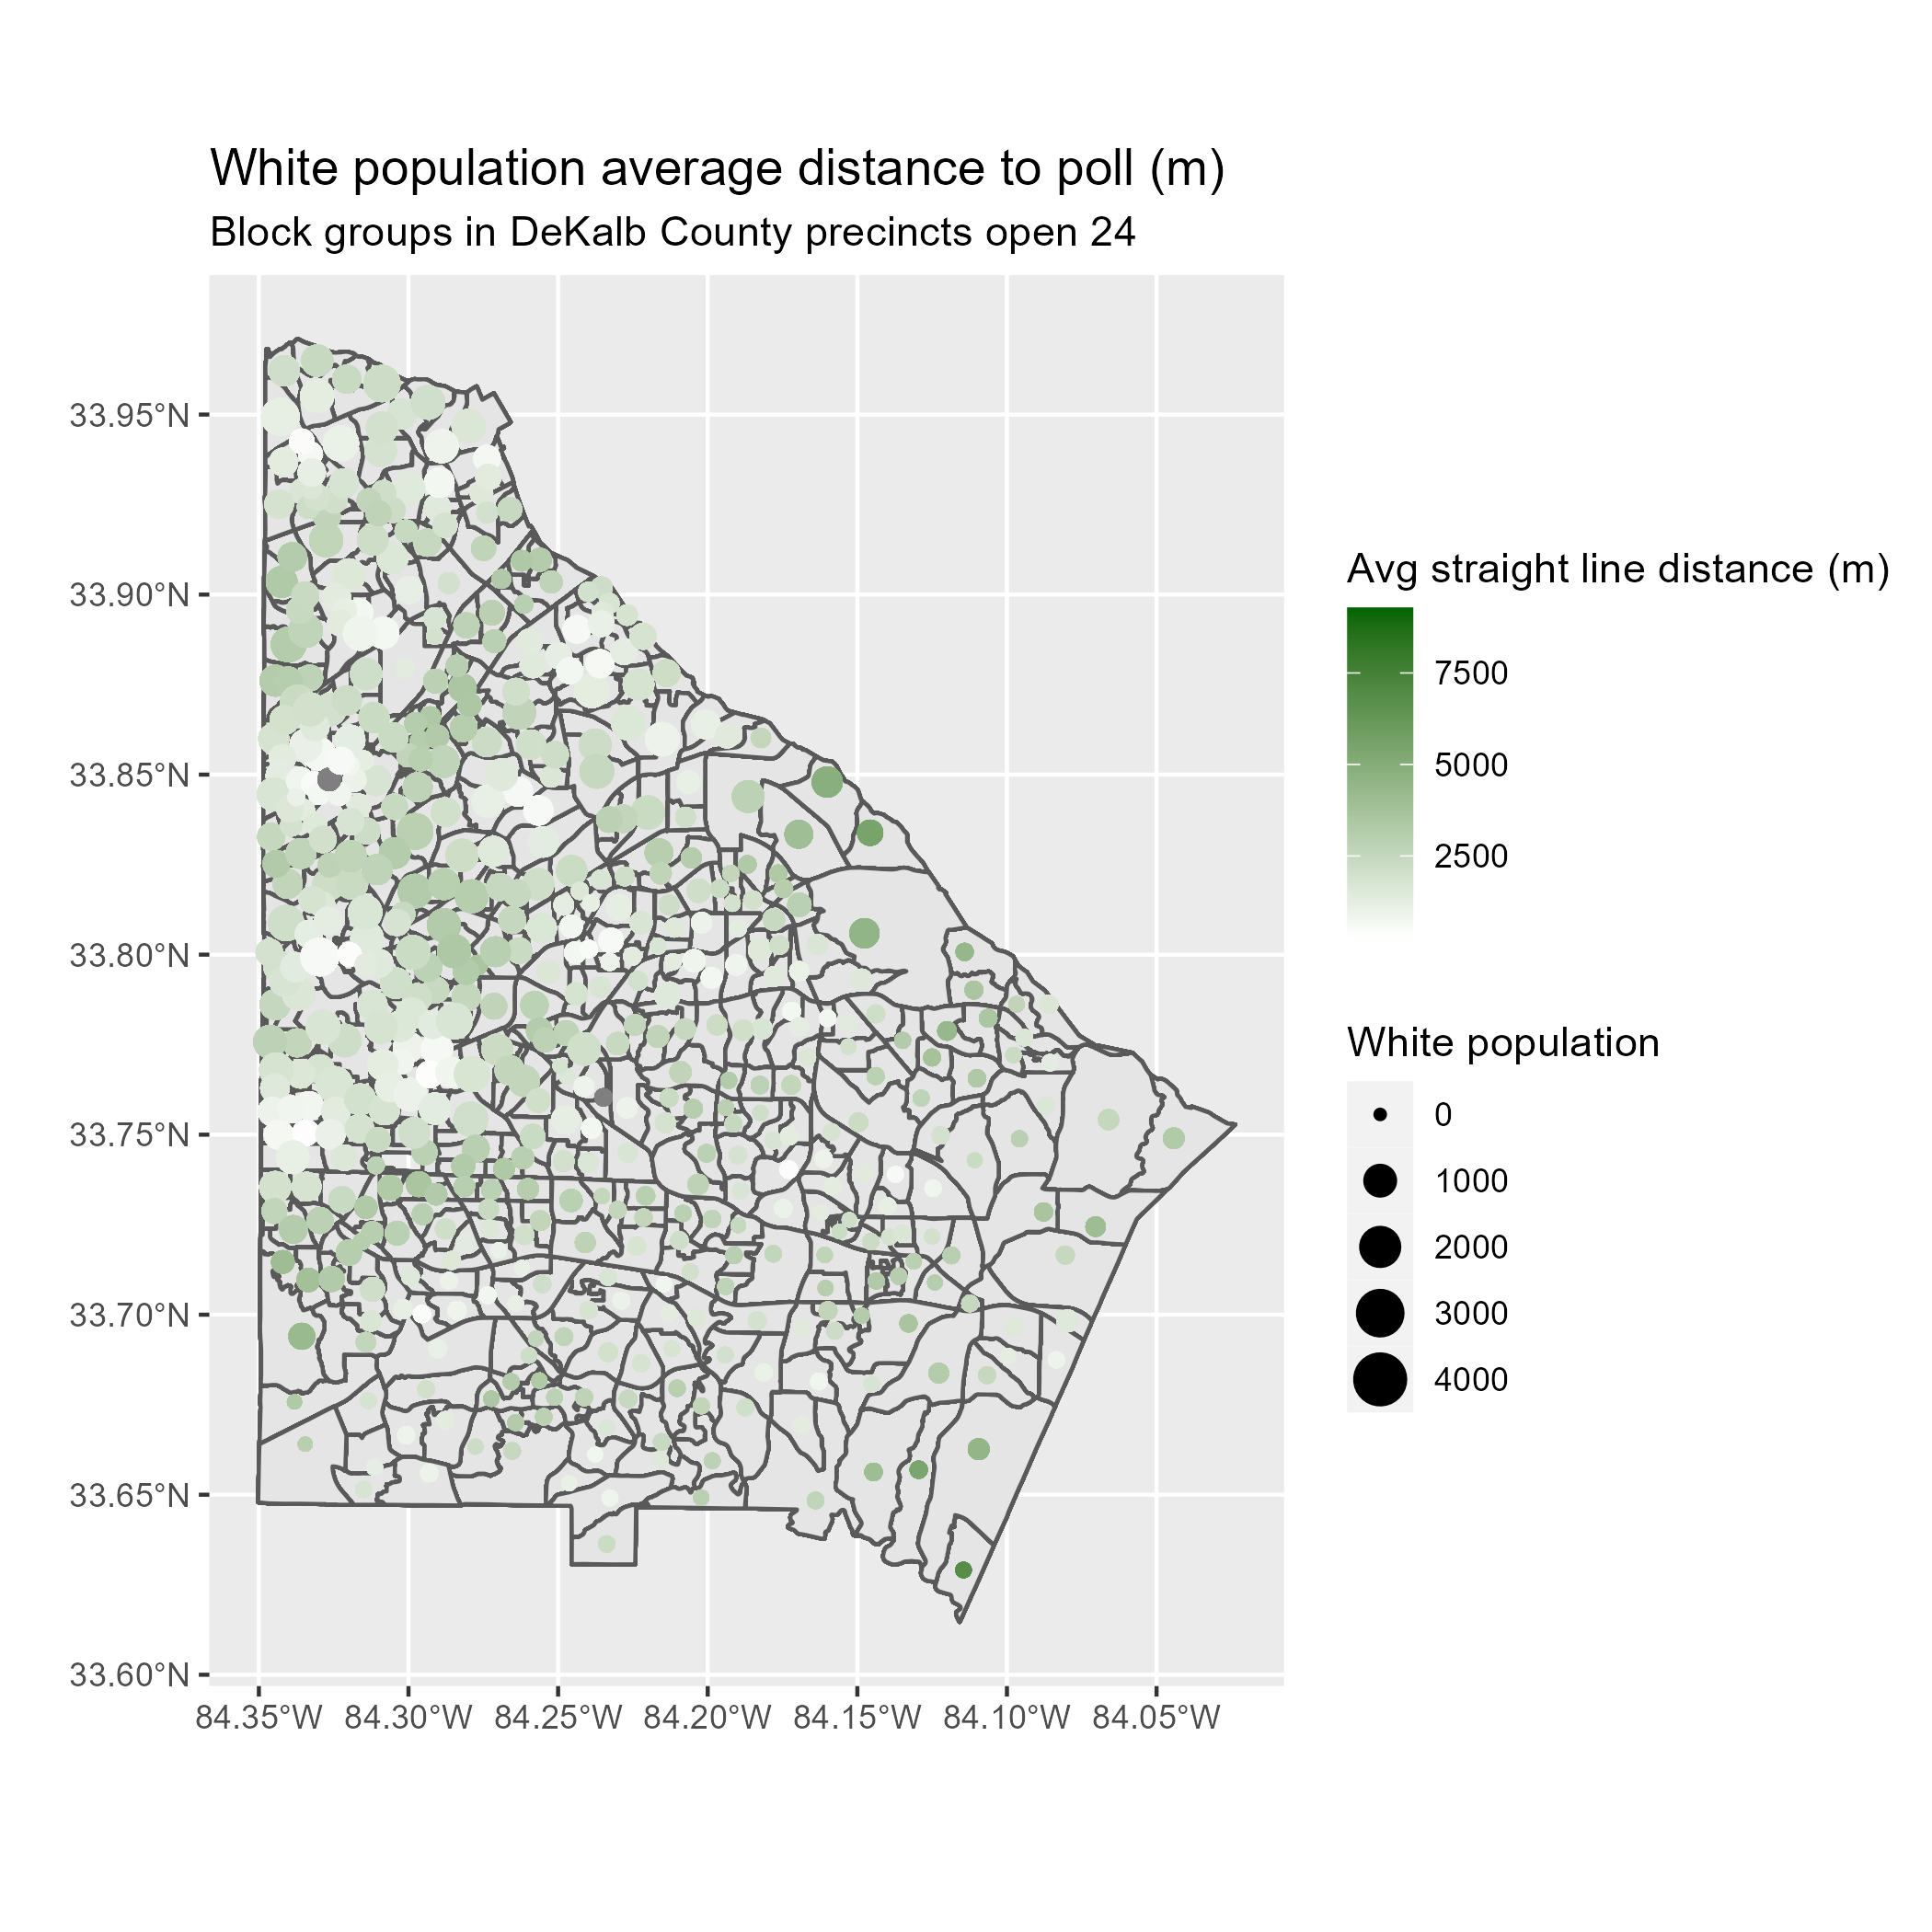 White population average distance to poll (m)
Block groups in DeKalb County precincts open 24
33.95°N
33.90°N
33.85°N
33.80°N
33.75°N
33.70°N
33.65°N
33.60°N
84.35°W 84.30°W 84.25°W 84.20°W 84.15°W 84.10°W 84.05°W
Avg straight line distance (m)
7500
5000
2500
White population
0
1000
2000
3000
4000